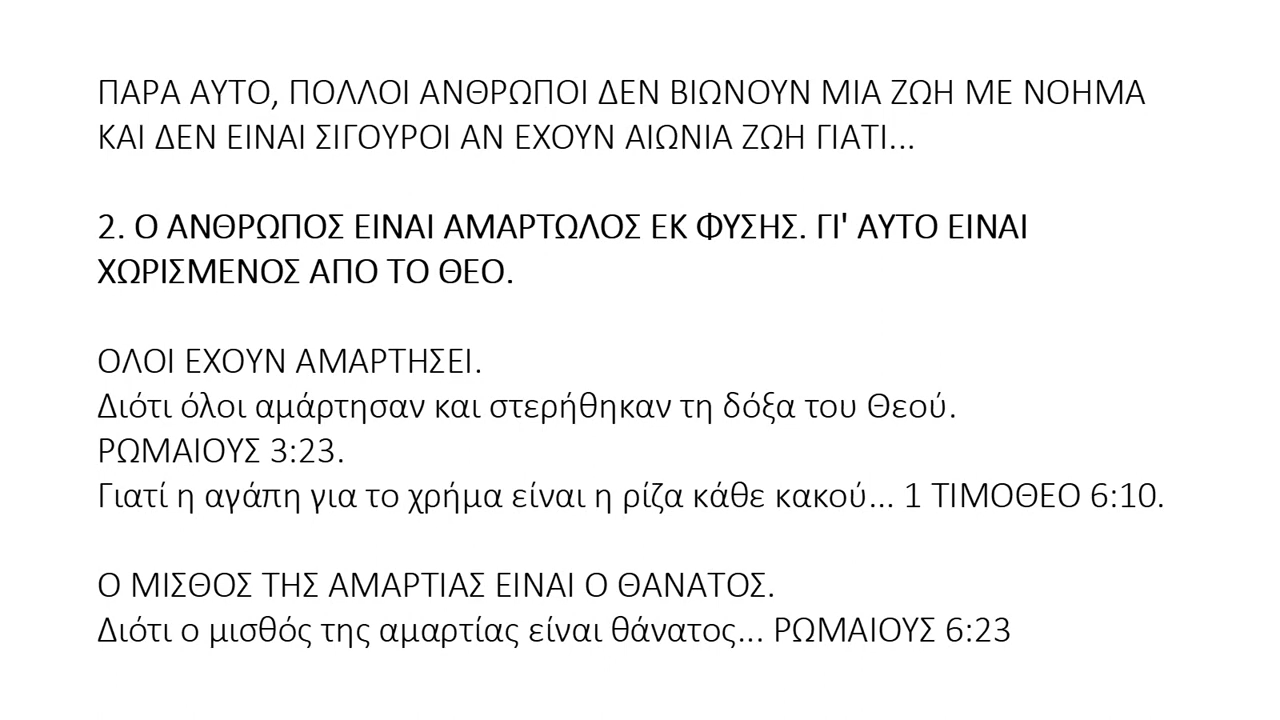 ΠΑΡΑ ΑΥΤΟ, ΠΟΛΛΟΙ ΑΝΘΡΩΠΟΙ ΔΕΝ ΒΙΩΝΟΥΝ ΜΙΑ ΖΩΗ ΜΕ ΝΟΗΜΑ
ΚΑΙ ΔΕΝ ΕΙΝΑΙ ΣΙΓΟΥΡΟΙ ΑΝ ΕΧΟΥΝ ΑΙΩΝΙΑ ΖΩΗ ΓΙΑΤΙ...
2. Ο ΑΝΘΡΩΠΟΣ ΕΙΝΑΙ ΑΜΑΡΤΩΛΟΣ ΕΚ ΦΥΣΗΣ. ΓΙ' ΑΥΤΟ ΕΙΝΑΙ
ΧΩΡΙΣΜΕΝΟΣ ΑΠΟ ΤΟ ΘΕΟ.
ΟΛΟΙ ΕΧΟΥΝ ΑΜΑΡΤΗΣΕΙ.
Διότι όλοι αμάρτησαν και στερήθηκαν τη δόξα του Θεού.
ΡΩΜΑΙΟΥΣ 3:23.
Γιατί η αγάπη για το χρήμα είναι η ρίζα κάθε κακού... 1 ΤΙΜΟΘΕΟ 6:10.
Ο ΜΙΣΘΟΣ ΤΗΣ ΑΜΑΡΤΙΑΣ ΕΙΝΑΙ Ο ΘΑΝΑΤΟΣ.
Διότι ο μισθός της αμαρτίας είναι θάνατος... ΡΩΜΑΙΟΥΣ 6:23